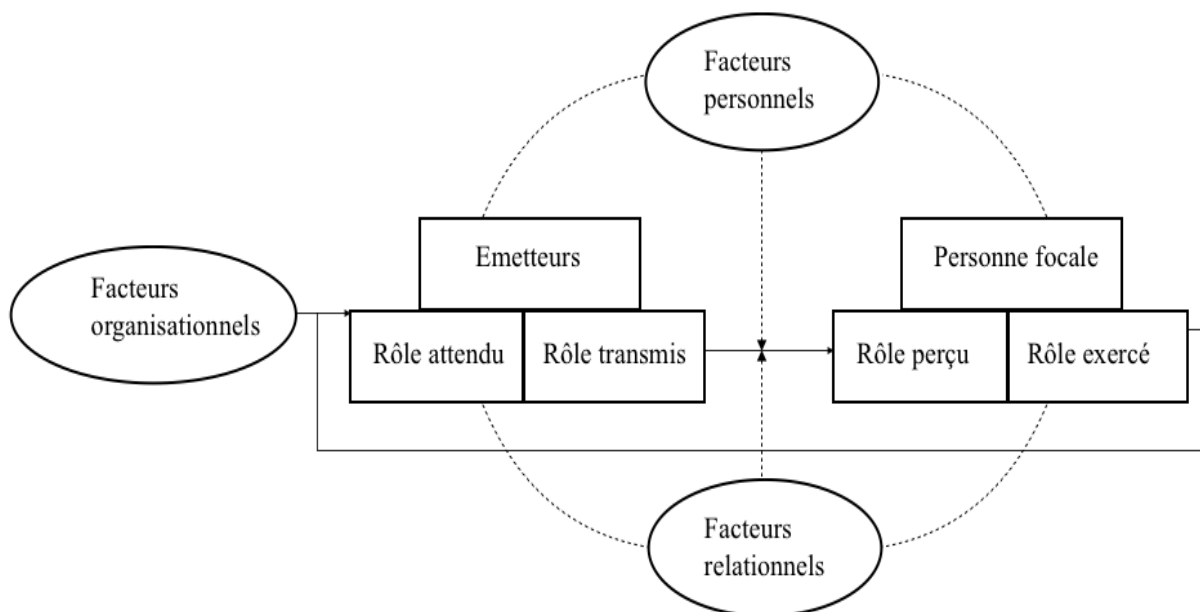 Facteurs
personnels
Emetteurs
Personne focale
Facteurs
organisationnels
Rôle attendu
Rôle transmis
Rôle perçu
Rôle exercé
Facteurs
relationnels